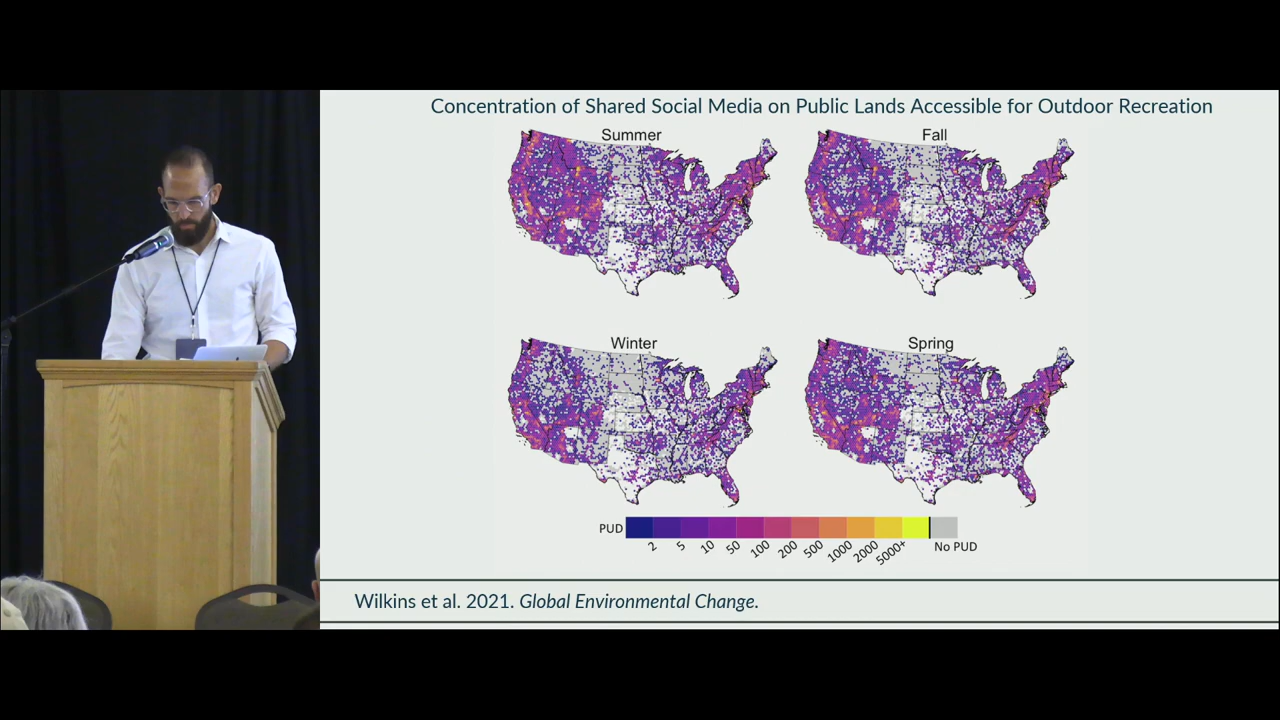 Concentration of Shared Social Media on Public Lands Accessible for Outdoor Recreation
Summer
Fall
Winter
Spring
PUD
2
5
10
50
100
200
500
1000
2000
5000+
No PUD
Wilkins et al. 2021. Global Environmental Change.